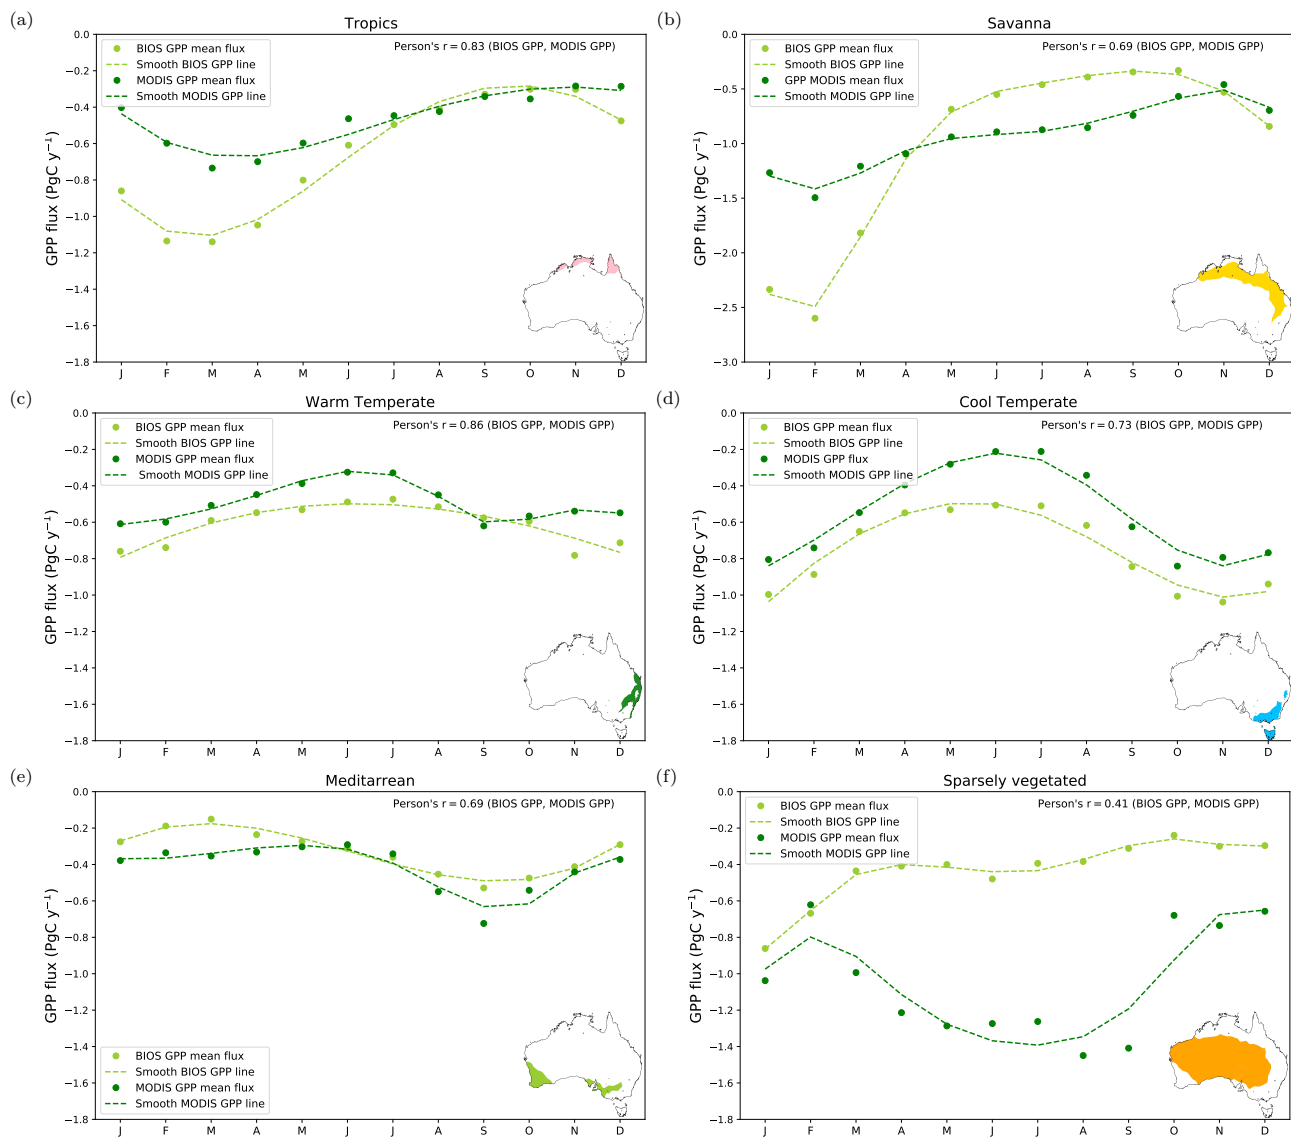 (a)
Tropics
BIOS GPP mean flux
Smooth BIOS GPP line
MODIS GPP mean flux
Smooth MODIS GPP line
Person's r = 0.83 (BIOS GPP, MODIS GPP)
GPP flux (PgC y⁻¹)
0.0
−0.2
−0.4
−0.6
−0.8
−1.0
−1.2
−1.4
−1.6
−1.8
J F M A M J J A S O N D
(b)
Savanna
BIOS GPP mean flux
Smooth BIOS GPP line
GPP MODIS mean flux
Smooth MODIS GPP line
Person's r = 0.69 (BIOS GPP, MODIS GPP)
GPP flux (PgC y⁻¹)
0.0
−0.5
−1.0
−1.5
−2.0
−2.5
−3.0
J F M A M J J A S O N D
(c)
Warm Temperate
BIOS GPP mean flux
Smooth BIOS GPP line
MODIS GPP mean flux
Smooth MODIS GPP line
Person's r = 0.86 (BIOS GPP, MODIS GPP)
GPP flux (PgC y⁻¹)
0.0
−0.2
−0.4
−0.6
−0.8
−1.0
−1.2
−1.4
−1.6
−1.8
J F M A M J J A S O N D
(d)
Cool Temperate
BIOS GPP mean flux
Smooth BIOS GPP line
MODIS GPP flux
Smooth MODIS GPP line
Person's r = 0.73 (BIOS GPP, MODIS GPP)
GPP flux (PgC y⁻¹)
0.0
−0.2
−0.4
−0.6
−0.8
−1.0
−1.2
−1.4
−1.6
−1.8
J F M A M J J A S O N D
(e)
Meditarrean
Person's r = 0.69 (BIOS GPP, MODIS GPP)
BIOS GPP mean flux
Smooth BIOS GPP line
MODIS GPP mean flux
Smooth MODIS GPP line
GPP flux (PgC y⁻¹)
0.0
−0.2
−0.4
−0.6
−0.8
−1.0
−1.2
−1.4
−1.6
−1.8
J F M A M J J A S O N D
(f)
Sparsely vegetated
BIOS GPP mean flux
Smooth BIOS GPP line
MODIS GPP mean flux
Smooth MODIS GPP line
Person's r = 0.41 (BIOS GPP, MODIS GPP)
GPP flux (PgC y⁻¹)
0.0
−0.2
−0.4
−0.6
−0.8
−1.0
−1.2
−1.4
−1.6
−1.8
J F M A M J J A S O N D